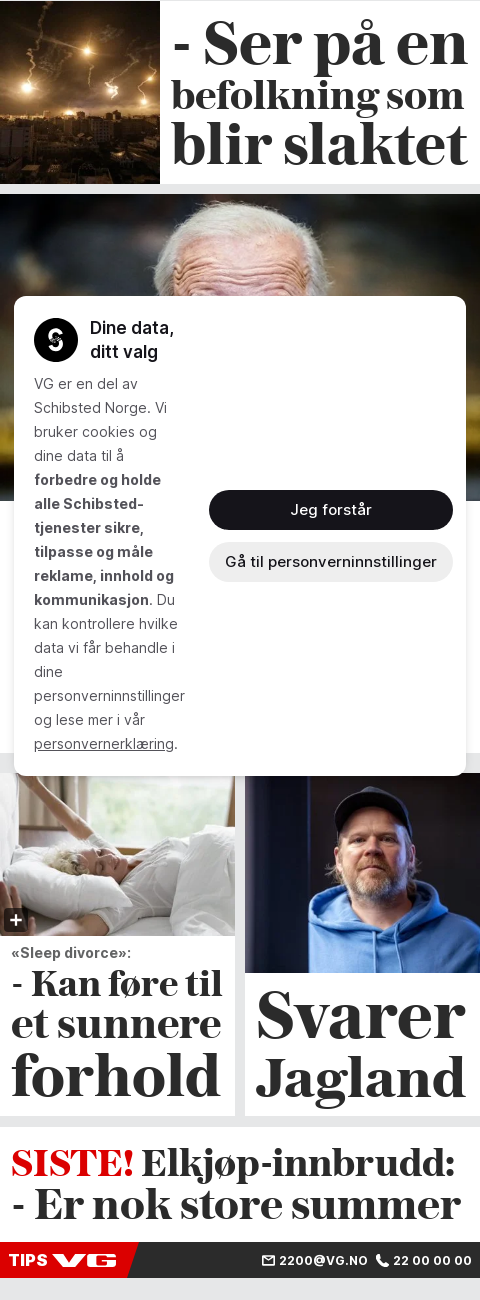 - Ser på en
befolkning som
blir slaktet
Dine data,
ditt valg
VG er en del av
Schibsted Norge. Vi
bruker cookies og
dine data til å
forbedre og holde
alle Schibsted-
tjenester sikre,
tilpasse og måle
reklame, innhold og
kommunikasjon. Du
kan kontrollere hvilke
data vi får behandle i
dine
personverninnstillinger
og lese mer i vår
personvernerklæring.
Jeg forstår
Gå til personverninnstillinger
«Sleep divorce»:
- Kan føre til
et sunnere
forhold
Svarer
Jagland
SISTE! Elkjøp-innbrudd:
- Er nok store summer
TIPS VG 2200@VG.NO 22 00 00 00